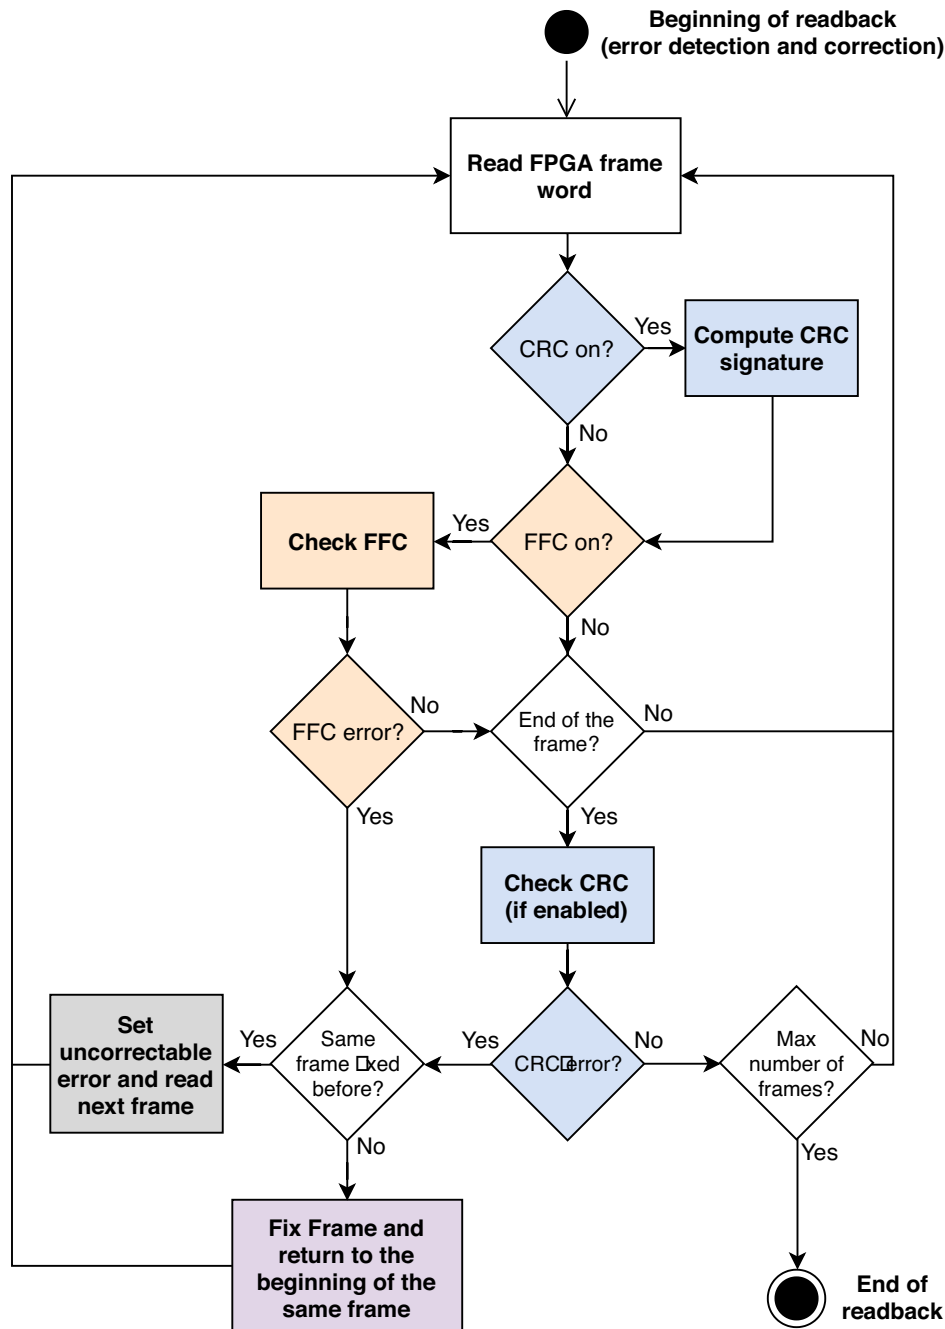 Beginning of readback
(error detection and correction)
Read FPGA frame
word
CRC on?
Yes
Compute CRC
signature
No
Check FFC
Yes
FFC on?
No
FFC error?
No
End of the
frame?
No
Yes
Yes
Check CRC
(if enabled)
Set
uncorrectable
error and read
next frame
Yes
Same
frame □xed
before?
Yes
CRC□error?
No
Max
number of
frames?
No
No
Yes
Fix Frame and
return to the
beginning of the
same frame
End of
readback